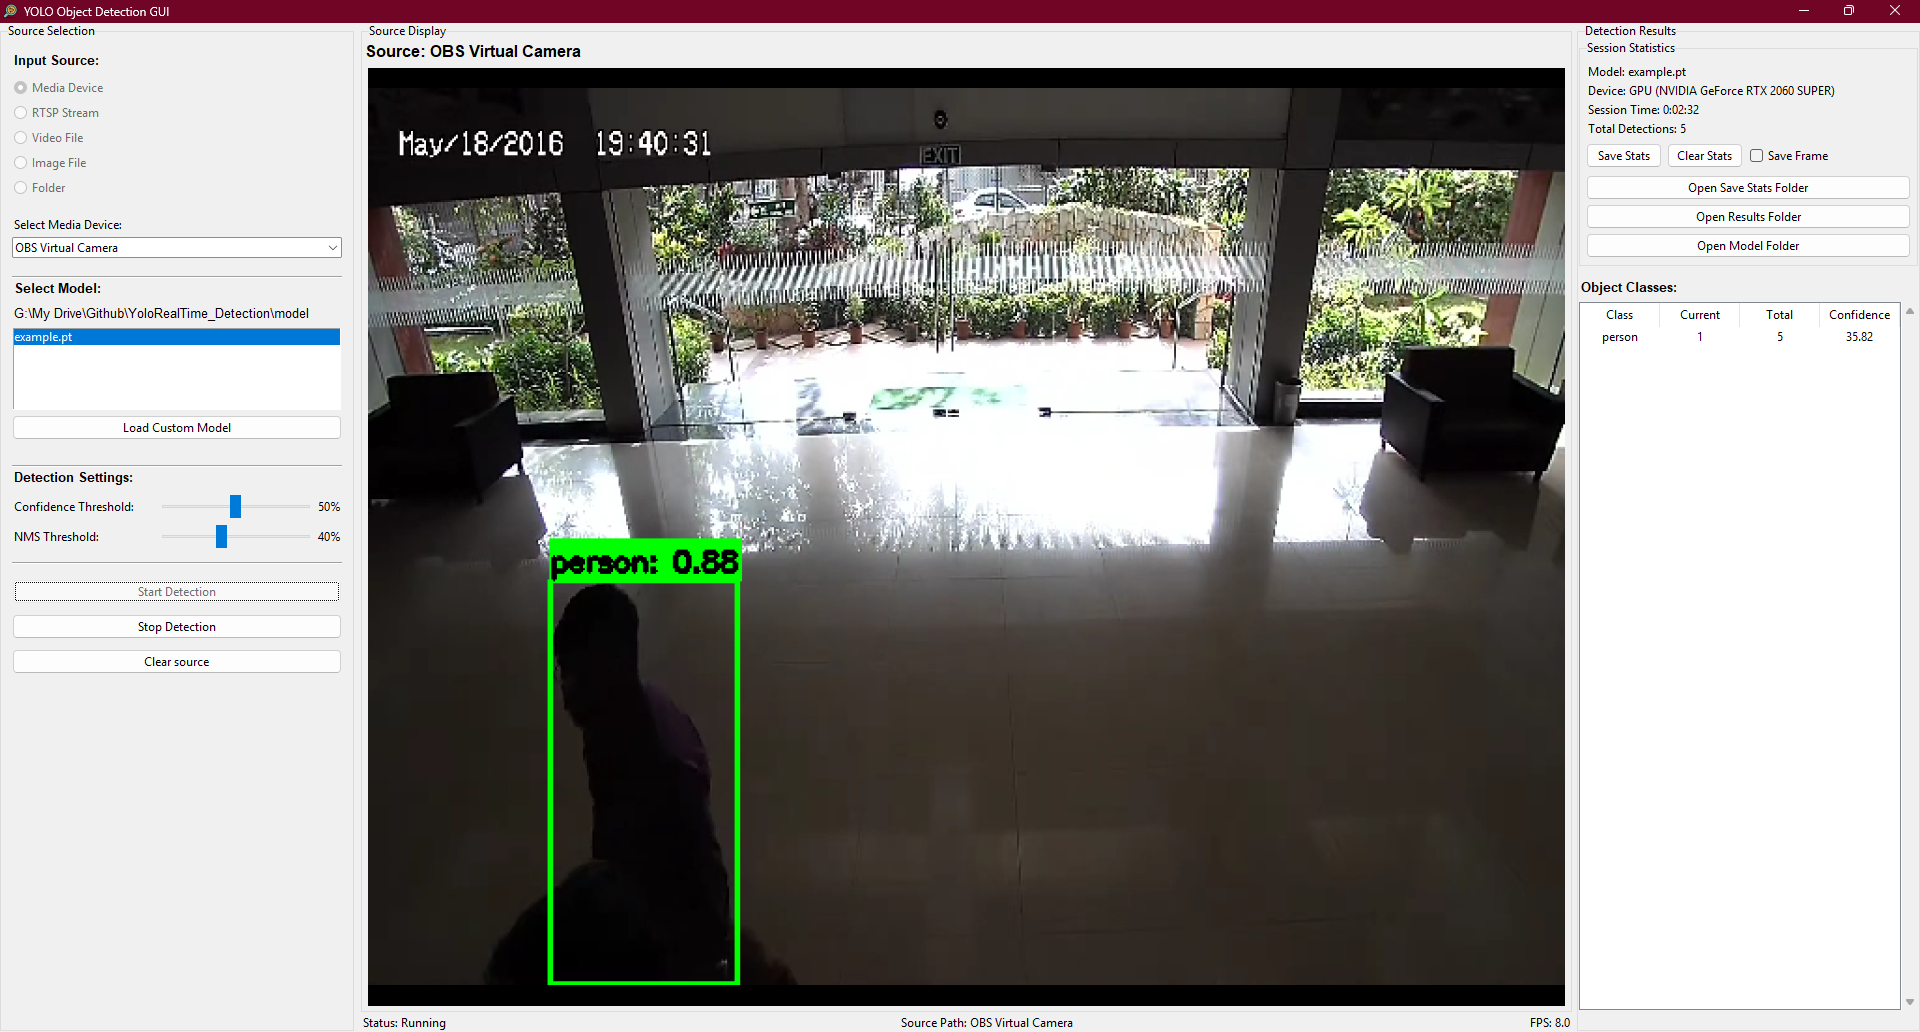 YOLO Object Detection GUI
Source Selection
Input Source:
Media Device
RTSP Stream
Video File
Image File
Folder
Select Media Device:
OBS Virtual Camera
Select Model:
G:\My Drive\Github\YoloRealTime_Detection\model
example.pt
Load Custom Model
Detection Settings:
Confidence Threshold: 50%
NMS Threshold: 40%
Start Detection
Stop Detection
Clear source
Source Display
Source: OBS Virtual Camera
May/18/2016 19:40:31
EXIT
person: 0.88
Status: Running
Source Path: OBS Virtual Camera
FPS: 8.0
Detection Results
Session Statistics
Model: example.pt
Device: GPU (NVIDIA GeForce RTX 2060 SUPER)
Session Time: 0:02:32
Total Detections: 5
Save Stats Clear Stats Save Frame
Open Save Stats Folder
Open Results Folder
Open Model Folder
Object Classes:
Class Current Total Confidence
person 1 5 35.82